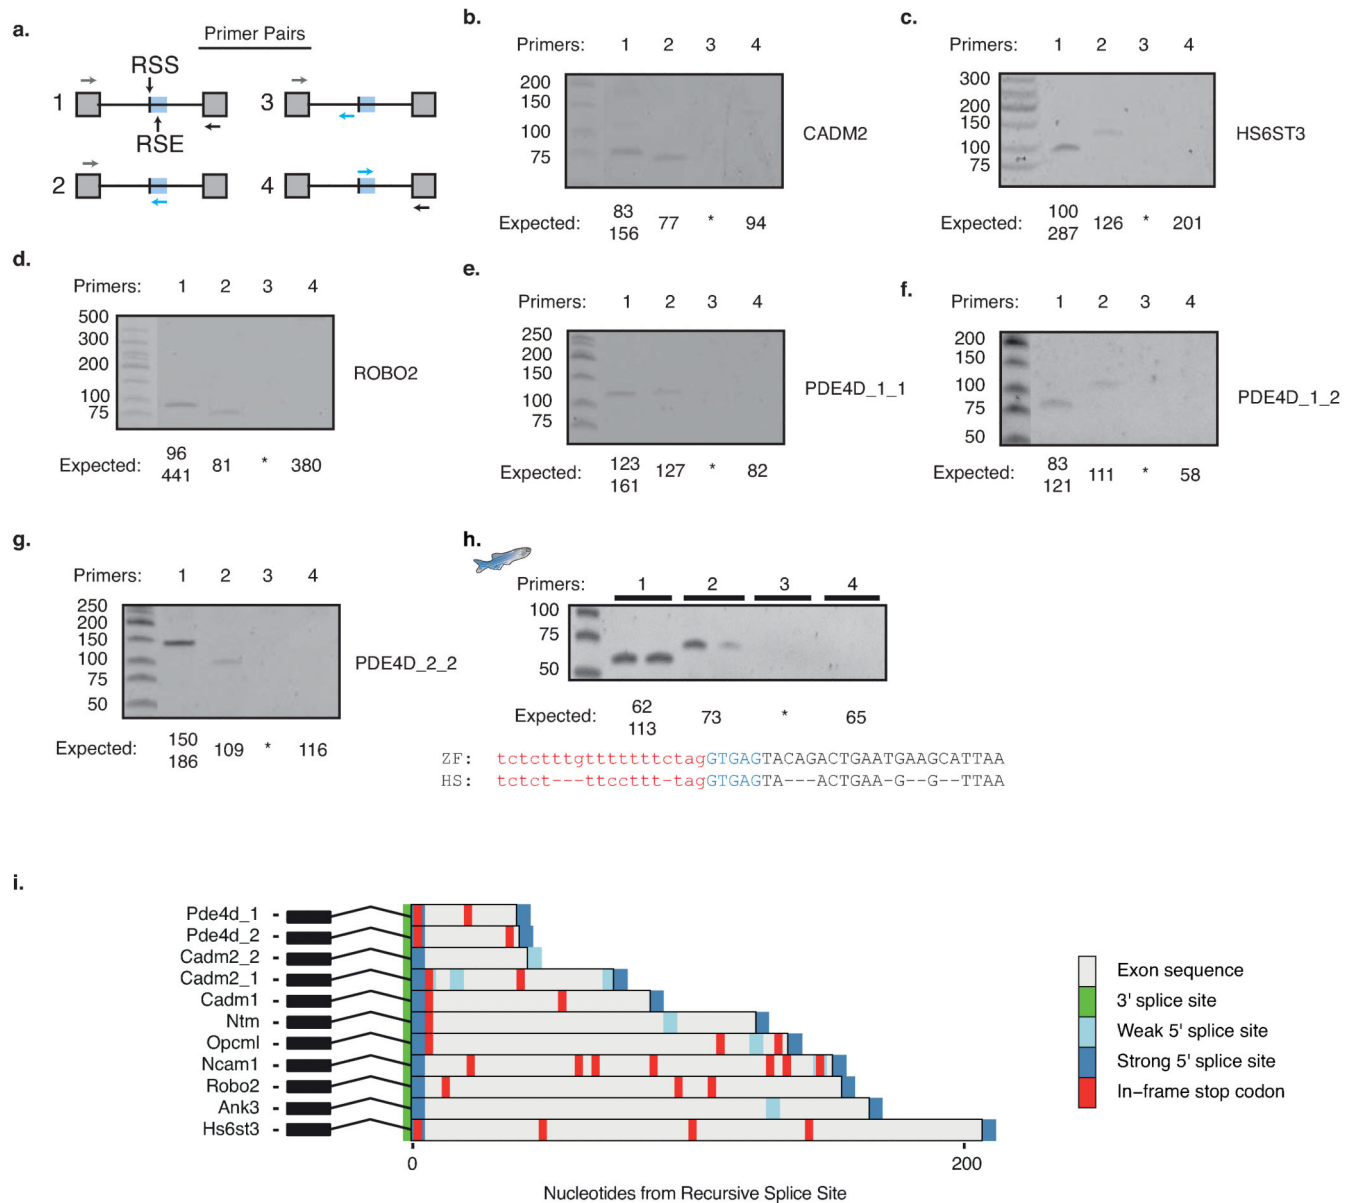 a.
Primer Pairs
RSS
1
3
RSE
2
4
b.
Primers: 1 2 3 4
200
150
100
75
CADM2
Expected: 83 77 * 94
156
c.
Primers: 1 2 3 4
300
200
150
100
75
HS6ST3
Expected: 100 126 * 201
287
d.
Primers: 1 2 3 4
500
300
200
100
75
ROBO2
Expected: 96 81 * 380
441
e.
Primers: 1 2 3 4
250
200
150
100
75
PDE4D_1_1
Expected: 123 127 * 82
161
f.
Primers: 1 2 3 4
200
150
100
75
50
PDE4D_1_2
Expected: 83 111 * 58
121
g.
Primers: 1 2 3 4
250
200
150
100
75
50
PDE4D_2_2
Expected: 150 109 * 116
186
h.
Primers: 1 2 3 4
100
75
50
Expected: 62 73 * 65
113
ZF: tctctttgtttttttctagGTGAGTACAGACTGAATGAAGCATTAA
HS: tctct---ttccttt-tagGTGAGTA---ACTGAA-G--G--TTAA
i.
Pde4d_1
Pde4d_2
Cadm2_2
Cadm2_1
Cadm1
Ntm
Opcml
Ncam1
Robo2
Ank3
Hs6st3
0 200
Nucleotides from Recursive Splice Site
Exon sequence
3' splice site
Weak 5' splice site
Strong 5' splice site
In-frame stop codon